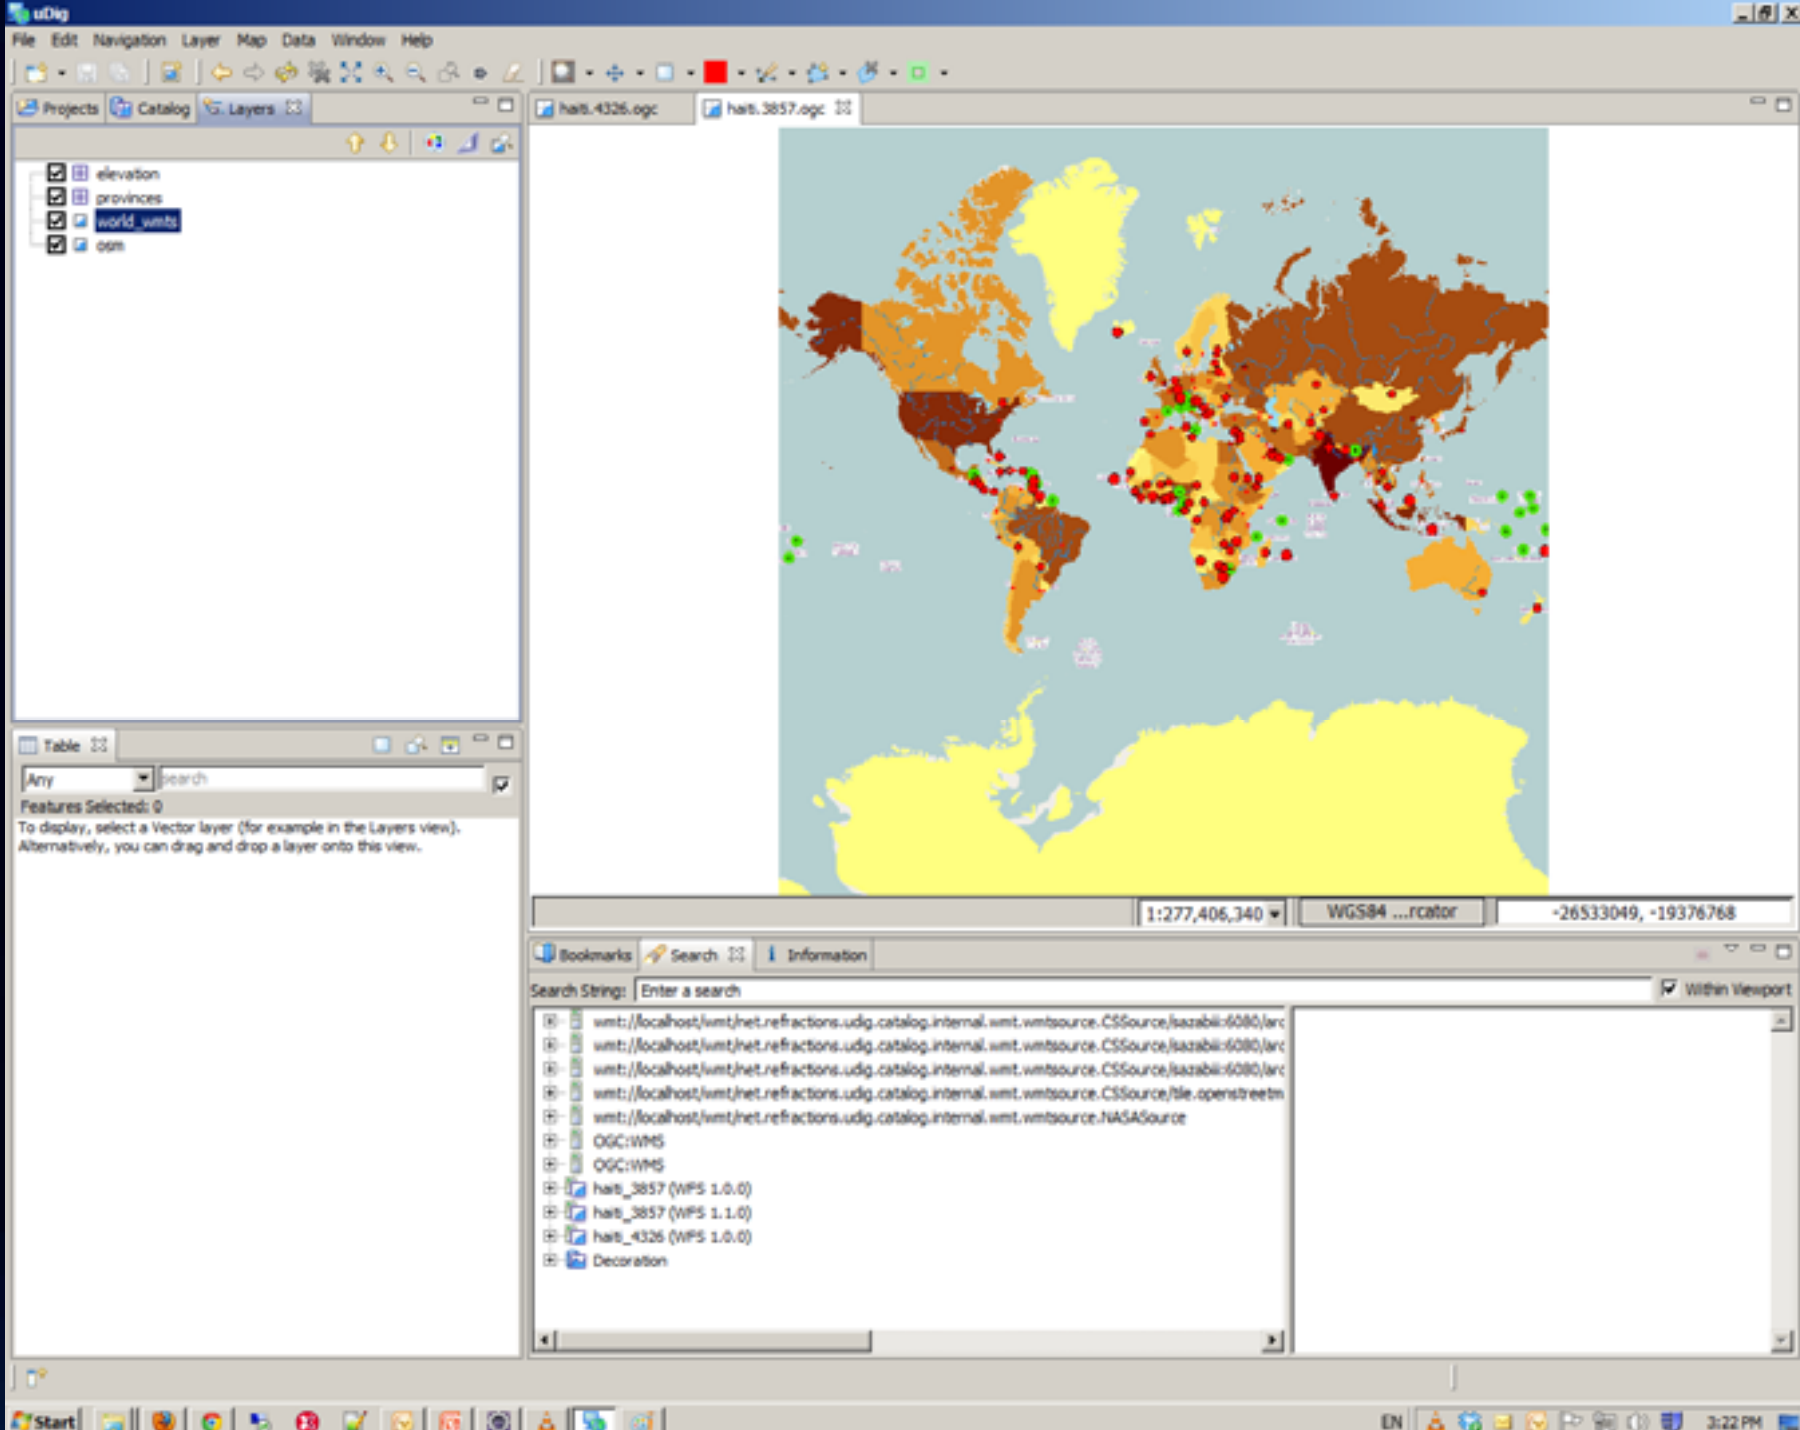 uDig
File Edit Navigation Layer Map Data Window Help
Projects Catalog Layers
haiti.4326.ogc haiti.3857.ogc
elevation
provinces
world_wmts
osm
Table
Any search
Features Selected: 0
To display, select a Vector layer (for example in the Layers view).
Alternatively, you can drag and drop a layer onto this view.
1:277,406,340 WGS84 ...rcator -26533049, -19376768
Bookmarks Search Information
Search String: Enter a search Within Viewport
wmt://localhost/wmt/net.refractions.udig.catalog.internal.wmt.wmtsource.CSSource/sazabiii:6080/arc
wmt://localhost/wmt/net.refractions.udig.catalog.internal.wmt.wmtsource.CSSource/sazabiii:6080/arc
wmt://localhost/wmt/net.refractions.udig.catalog.internal.wmt.wmtsource.CSSource/sazabiii:6080/arc
wmt://localhost/wmt/net.refractions.udig.catalog.internal.wmt.wmtsource.CSSource/tile.openstreetm
wmt://localhost/wmt/net.refractions.udig.catalog.internal.wmt.wmtsource.NASASource
OGC:WMS
OGC:WMS
haiti_3857 (WFS 1.0.0)
haiti_3857 (WFS 1.1.0)
haiti_4326 (WFS 1.0.0)
Decoration
Start EN 3:22 PM